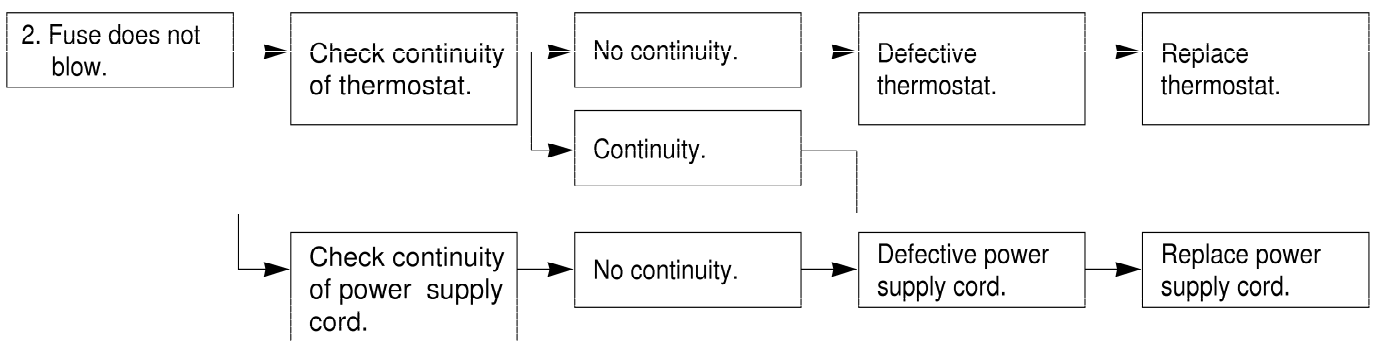 2. Fuse does not
blow.
Check continuity
of thermostat.
No continuity.
Defective
thermostat.
Replace
thermostat.
Continuity.
Check continuity
of power supply
cord.
No continuity.
Defective power
supply cord.
Replace power
supply cord.